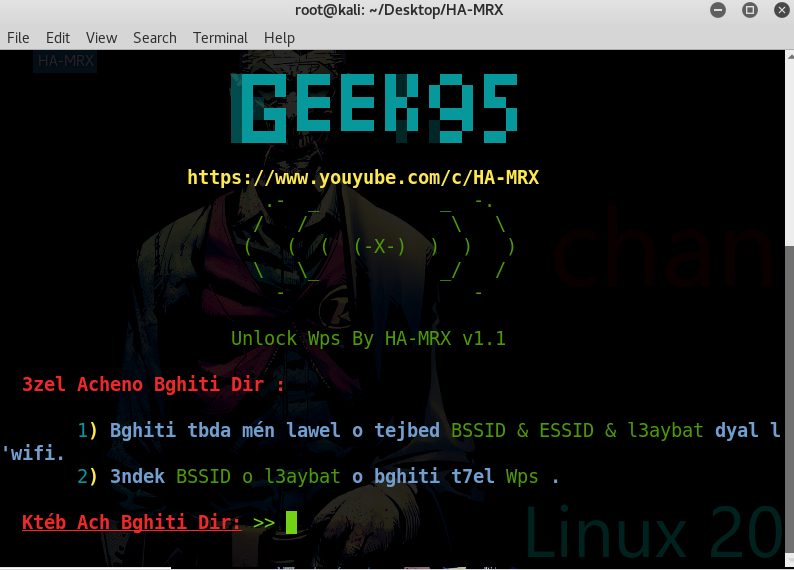 root@kali: ~/Desktop/HA-MRX
File Edit View Search Terminal Help
HA-MRX
GEEK95
https://www.youyube.com/c/HA-MRX
.- _ _ -.
/ / \ \
( ( ( (-X-) ) ) )
\ \_ _/ /
- -
Unlock Wps By HA-MRX v1.1
3zel Acheno Bghiti Dir :
1) Bghiti tbda mén lawel o tejbed BSSID & ESSID & l3aybat dyal l
'wifi.
2) 3ndek BSSID o l3aybat o bghiti t7el Wps .
Ktéb Ach Bghiti Dir: >>
chan
Linux 20